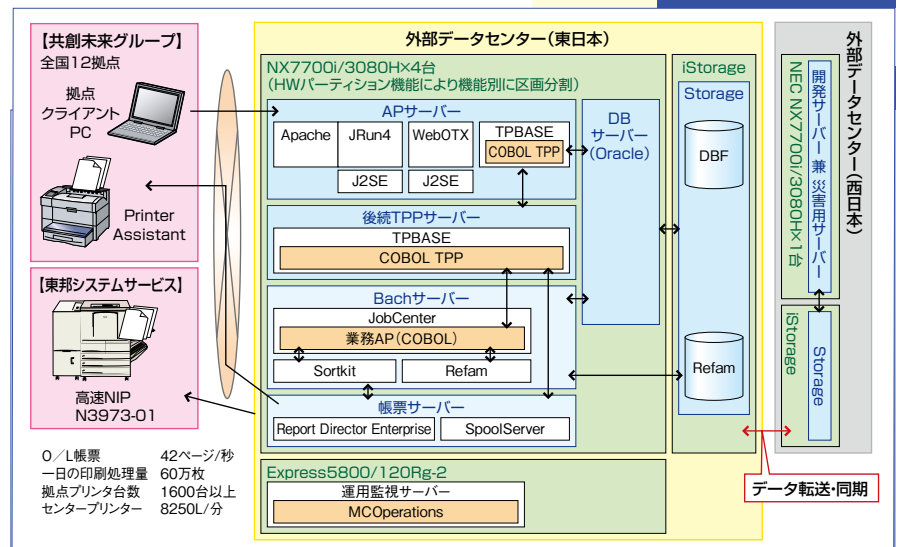 【共創未来グループ】
全国12拠点
拠点
クライアント
PC
Printer
Assistant
【東邦システムサービス】
高速NIP
N3973-01
O／L帳票 42ページ/秒
一日の印刷処理量 60万枚
拠点プリンタ台数 1600台以上
センタープリンター 8250L/分
外部データセンター(東日本)
NX7700i/3080H×4台
(HWパーティション機能により機能別に区画分割)
APサーバー
Apache
JRun4
WebOTX
TPBASE
COBOL TPP
J2SE
J2SE
後続TPPサーバー
TPBASE
COBOL TPP
Bachサーバー
JobCenter
業務AP(COBOL)
Sortkit
Refam
帳票サーバー
Report Director Enterprise
SpoolServer
DB
サーバー
(Oracle)
Express5800/120Rg-2
運用監視サーバー
MCOperations
iStorage
Storage
DBF
Refam
外部データセンター(西日本)
開発サーバー 兼 災害用サーバー
NEC NX7700i/3080H×1台
iStorage
Storage
データ転送・同期